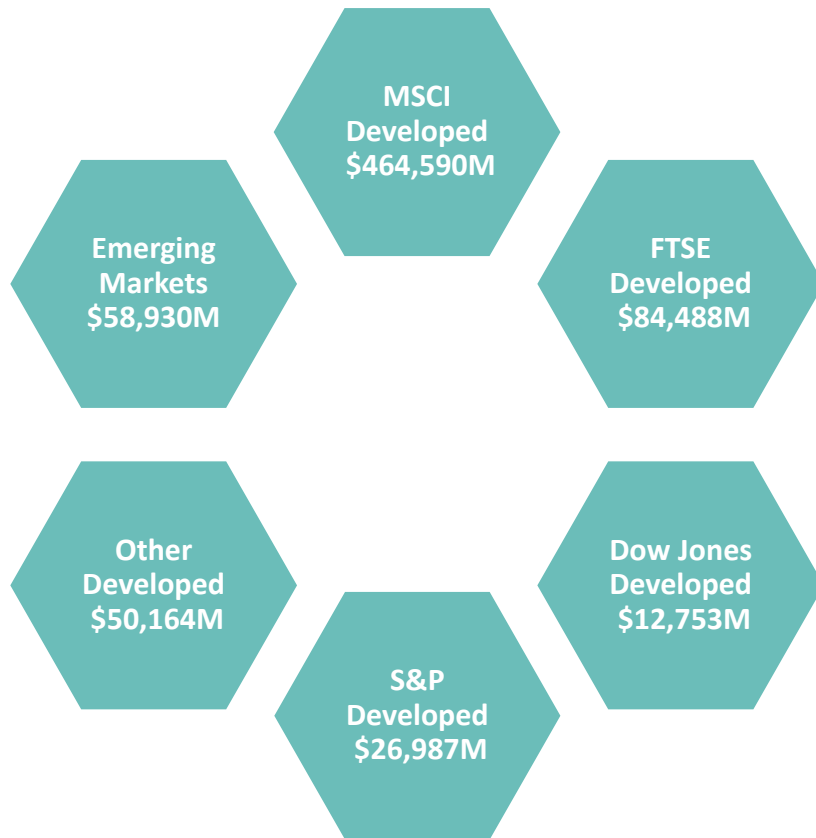 MSCI
Developed
$464,590M
Emerging
Markets
$58,930M
FTSE
Developed
$84,488M
Other
Developed
$50,164M
Dow Jones
Developed
$12,753M
S&P
Developed
$26,987M